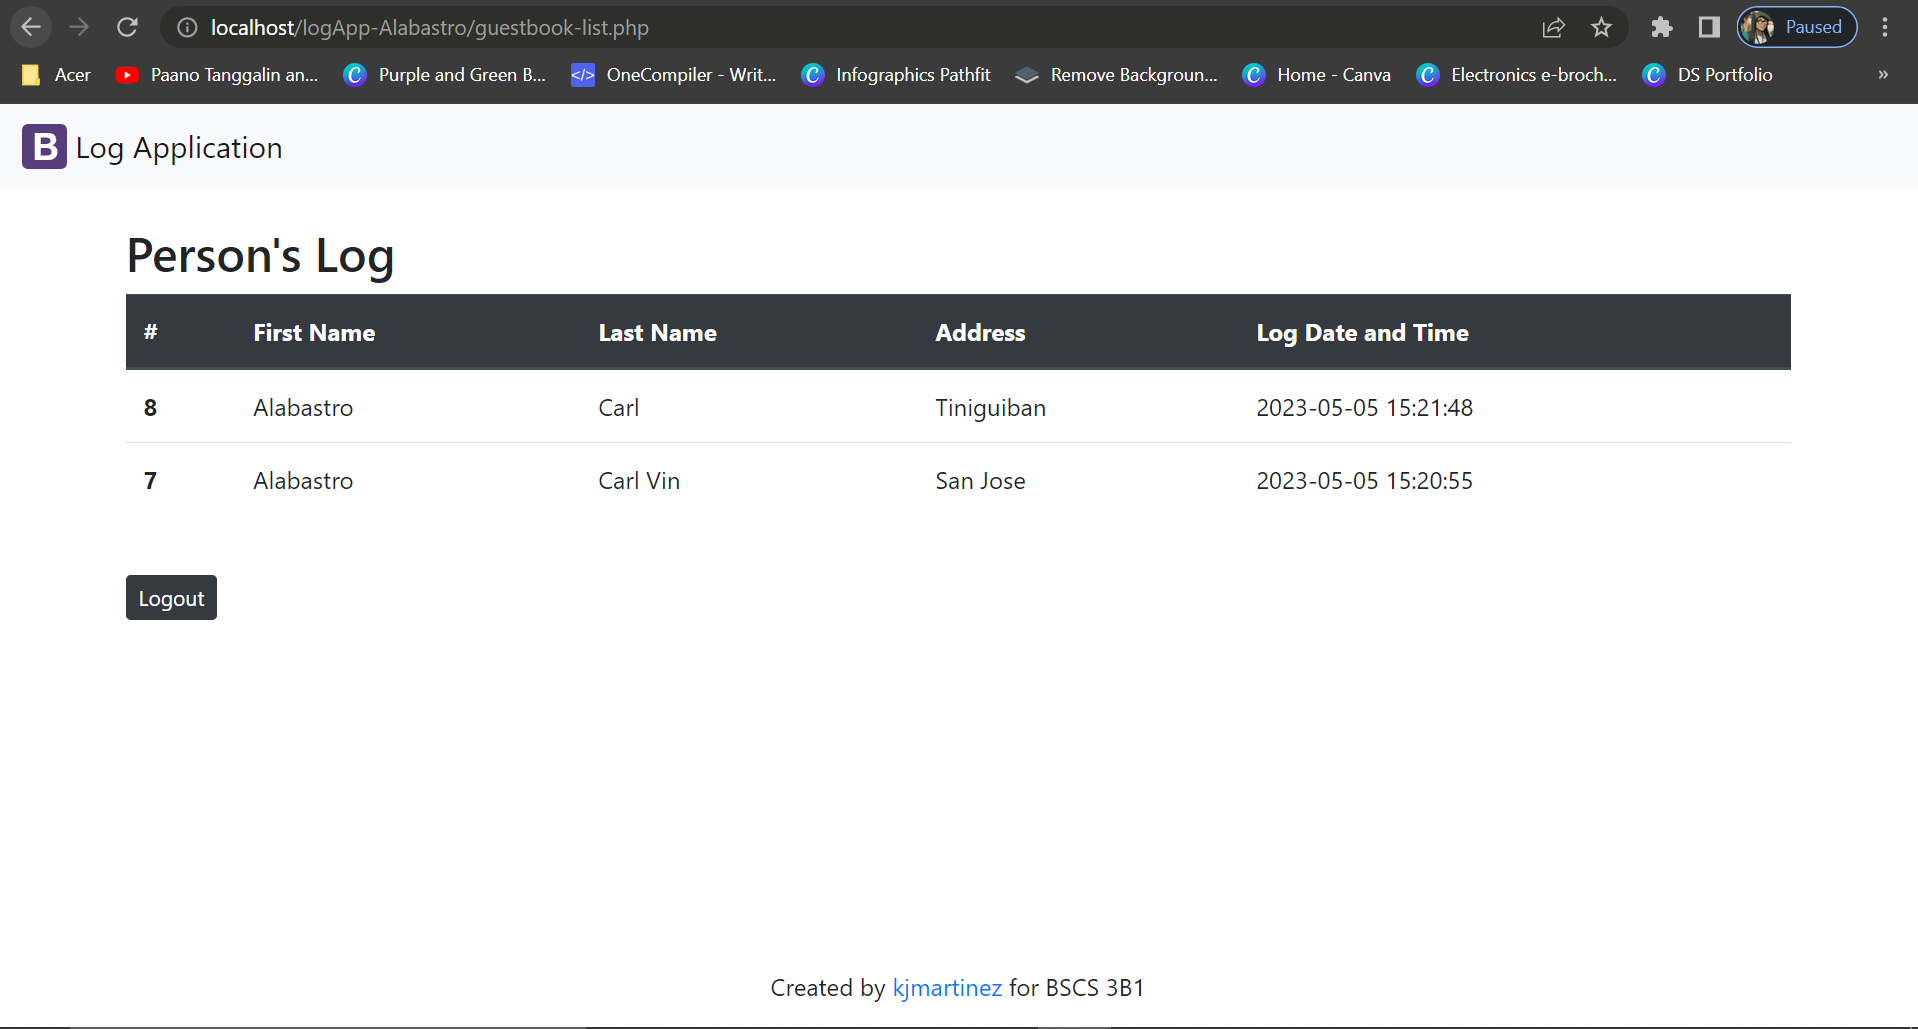 localhost/logApp-Alabastro/guestbook-list.php Paused
Acer Paano Tanggalin an... Purple and Green B... </> OneCompiler - Writ... Infographics Pathfit Remove Backgroun... Home - Canva Electronics e-broch... DS Portfolio »
B Log Application
Person's Log
# First Name Last Name Address Log Date and Time
8 Alabastro Carl Tiniguiban 2023-05-05 15:21:48
7 Alabastro Carl Vin San Jose 2023-05-05 15:20:55
Logout
Created by kjmartinez for BSCS 3B1